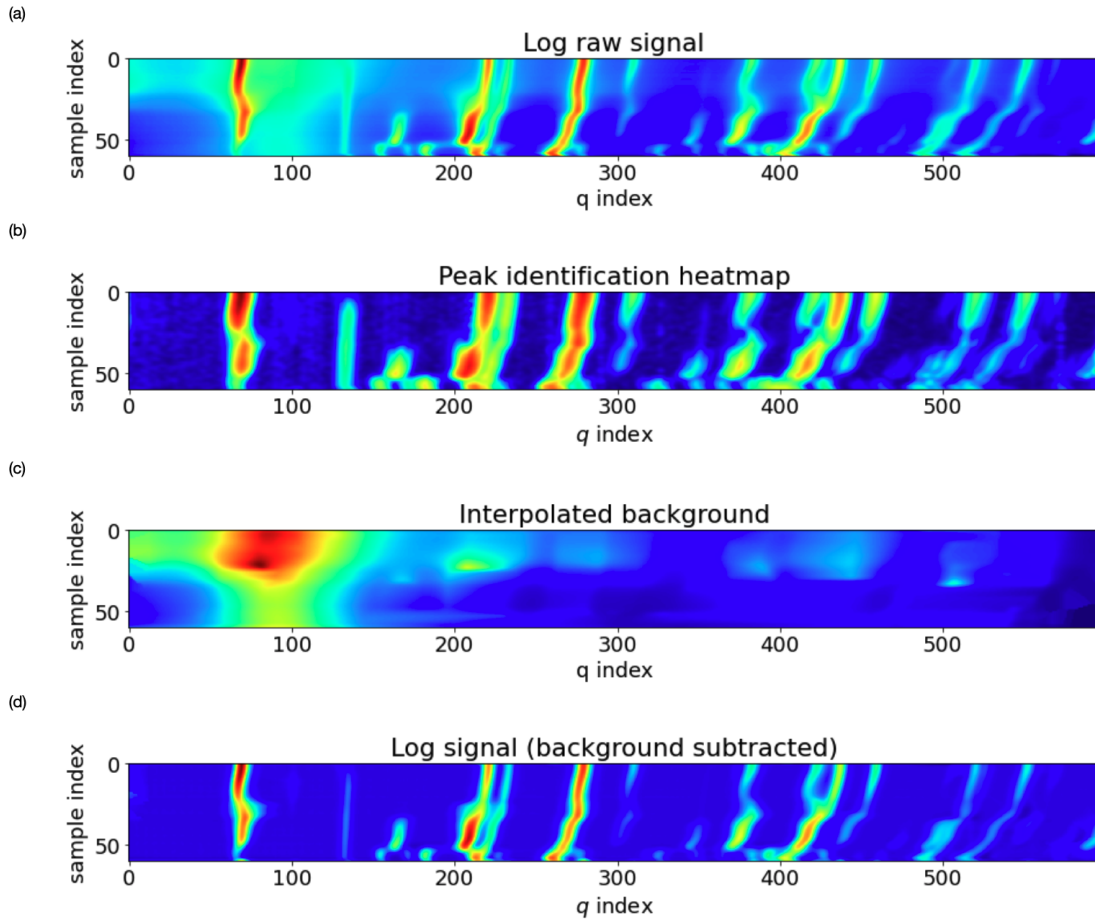 (a)
Log raw signal
sample index
0
50
0 100 200 300 400 500
q index
(b)
Peak identification heatmap
sample index
0
50
0 100 200 300 400 500
q index
(c)
Interpolated background
sample index
0
50
0 100 200 300 400 500
q index
(d)
Log signal (background subtracted)
sample index
0
50
0 100 200 300 400 500
q index